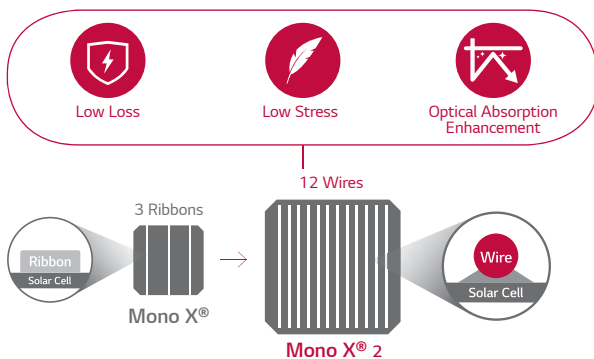 Low Loss
Low Stress
Optical Absorption
Enhancement
12 Wires
3 Ribbons
Ribbon
Solar Cell
Wire
Solar Cell
Mono X®
Mono X® 2